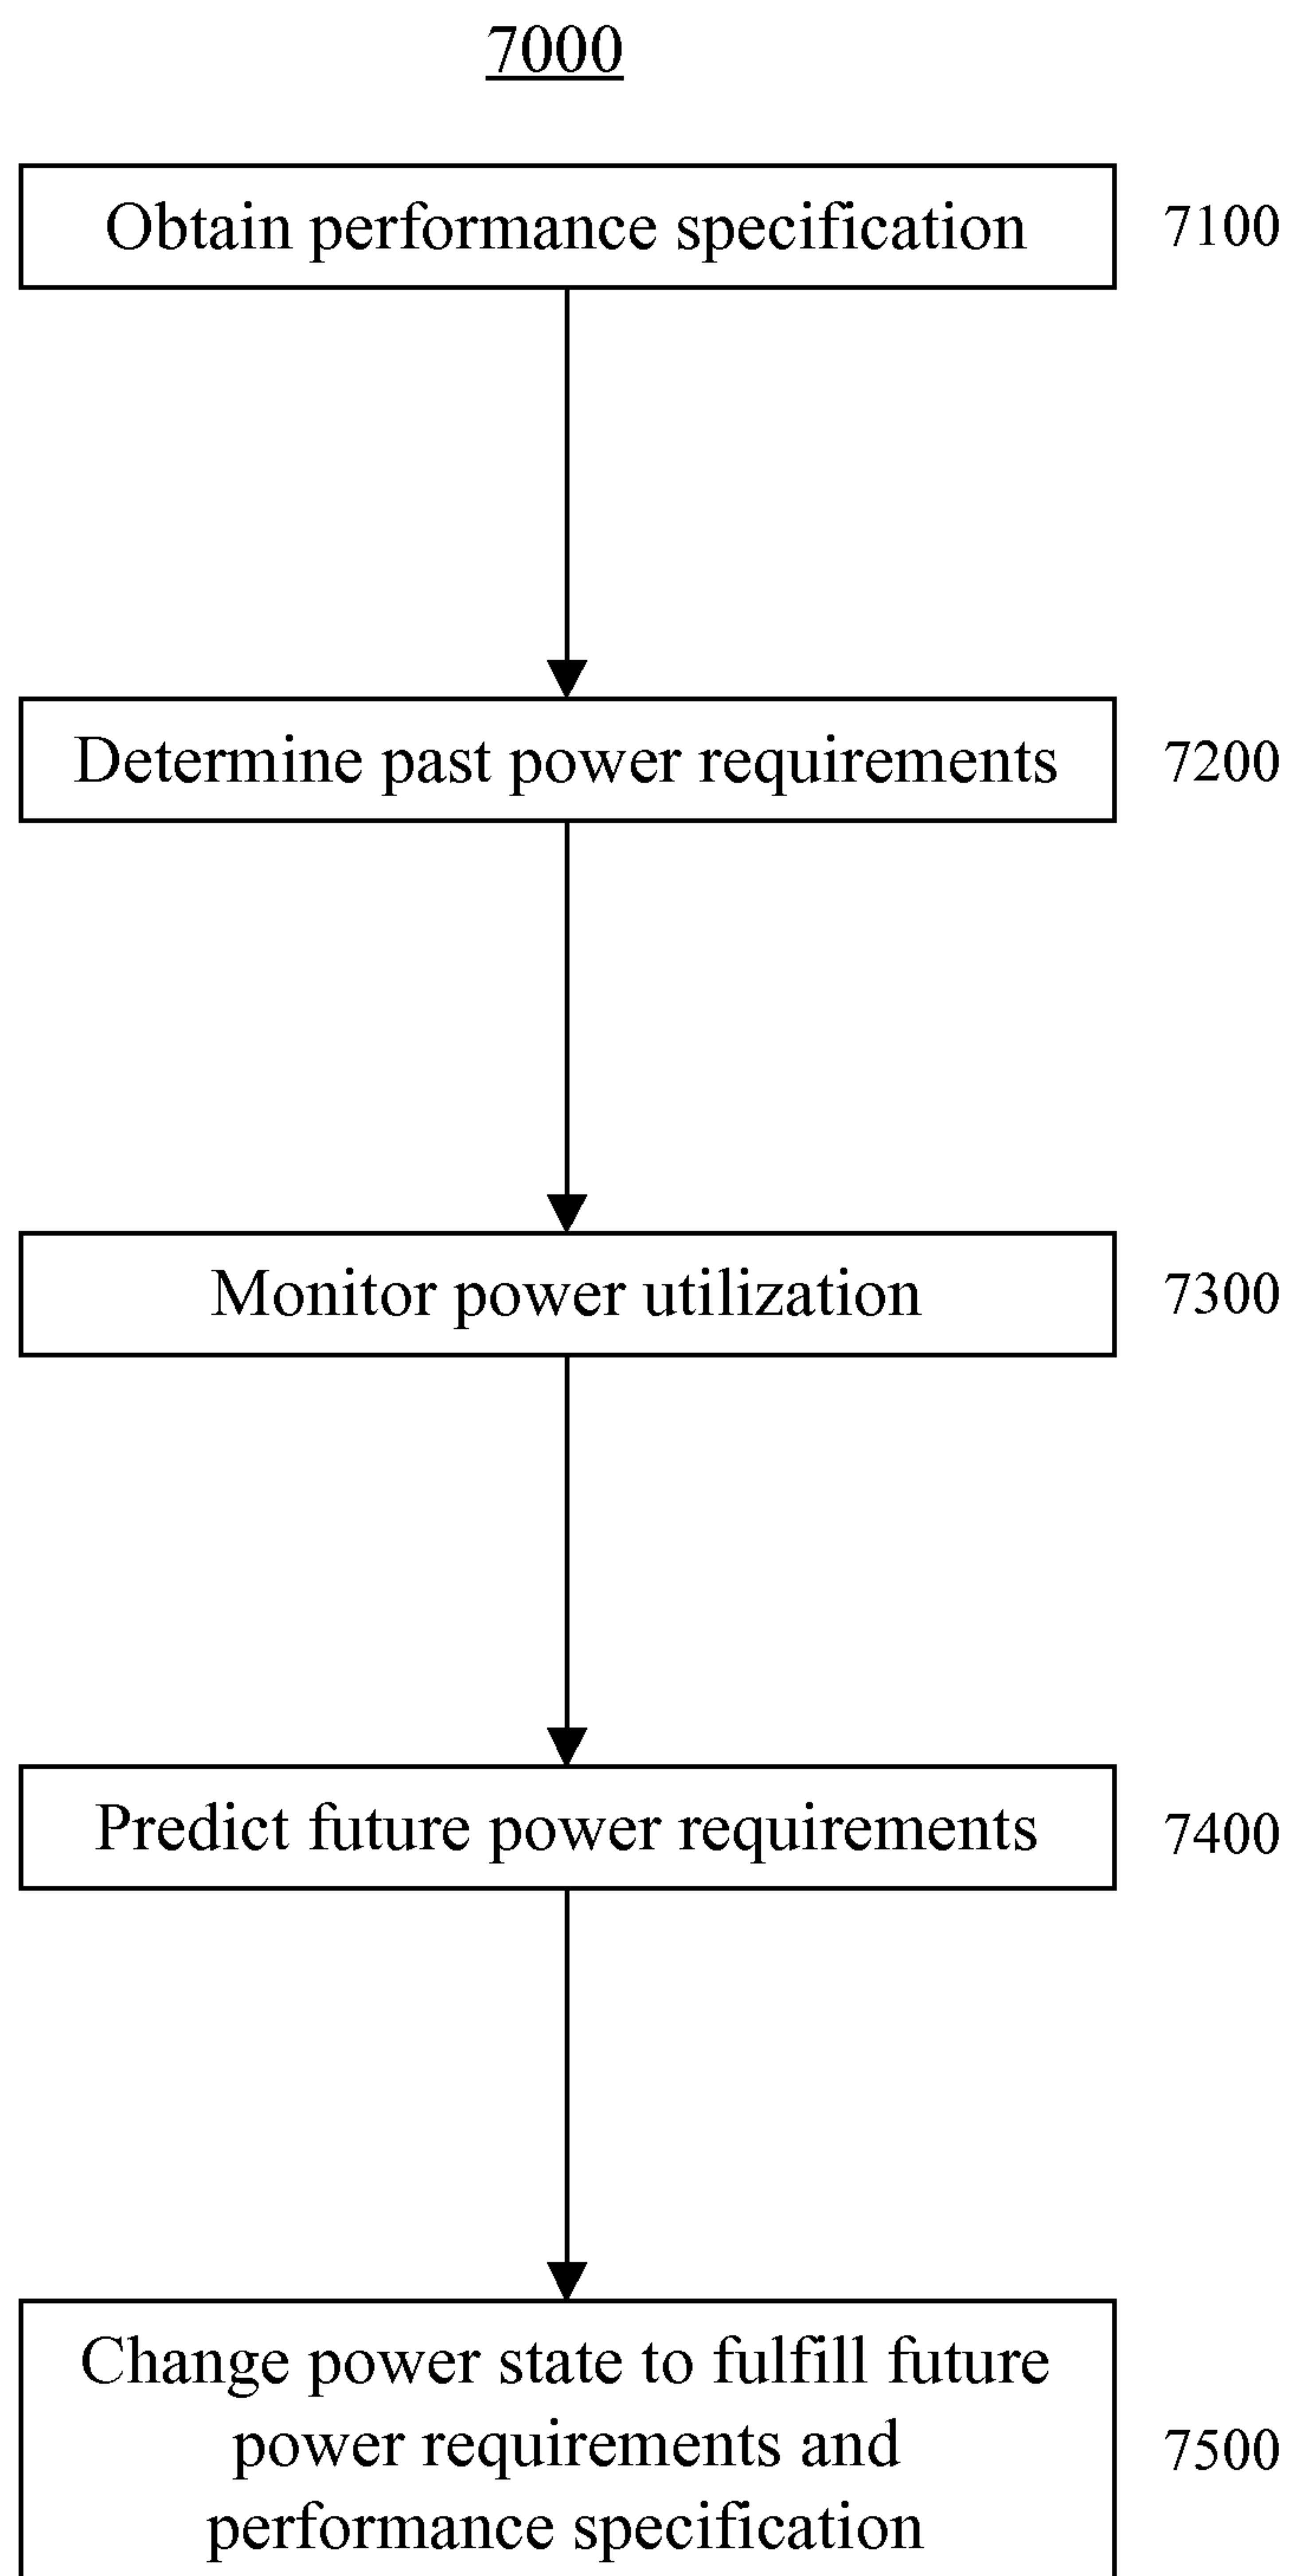 7000
Obtain performance specification
7100
Determine past power requirements
7200
Monitor power utilization
7300
Predict future power requirements
7400
Change power state to fulfill future
power requirements and
performance specification
7500